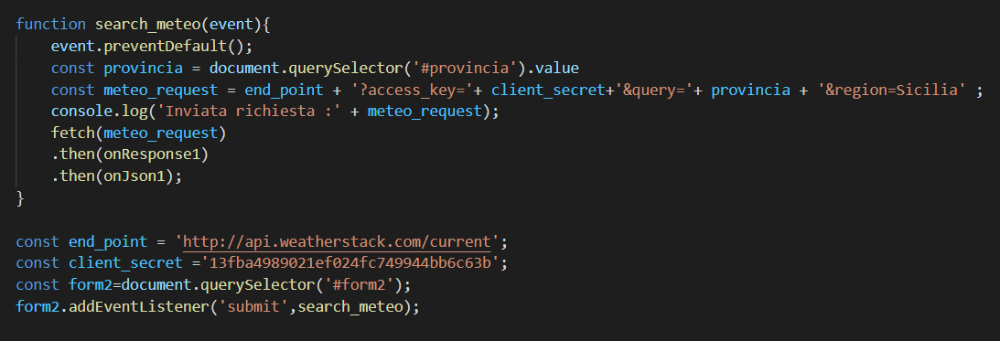 function search_meteo(event){
    event.preventDefault();
    const provincia = document.querySelector('#provincia').value
    const meteo_request = end_point + '?access_key='+ client_secret+'&query='+ provincia + '&region=Sicilia' ;
    console.log('Inviata richiesta :' + meteo_request);
    fetch(meteo_request)
    .then(onResponse1)
    .then(onJson1);
}
const end_point = 'http://api.weatherstack.com/current';
const client_secret ='13fba4989021ef024fc749944bb6c63b';
const form2=document.querySelector('#form2');
form2.addEventListener('submit',search_meteo);